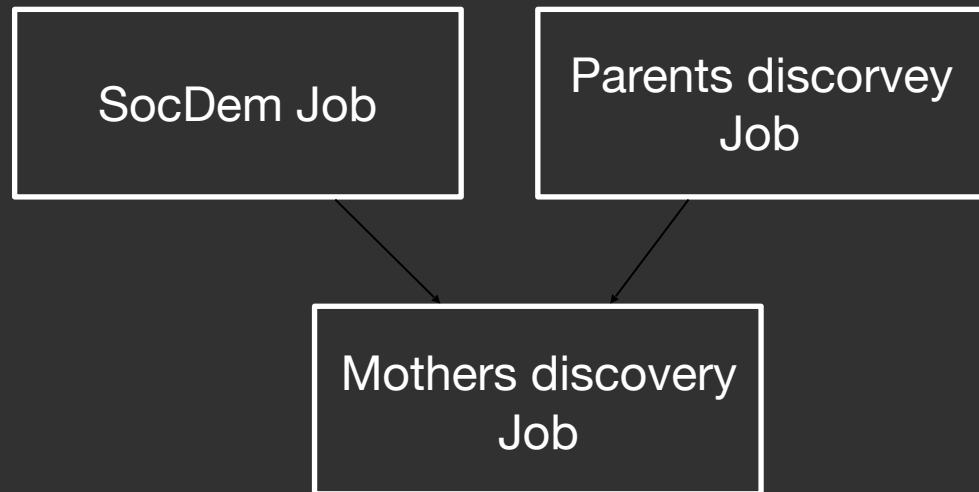 SocDem Job
Parents discorvey
Job
Mothers discovery
Job